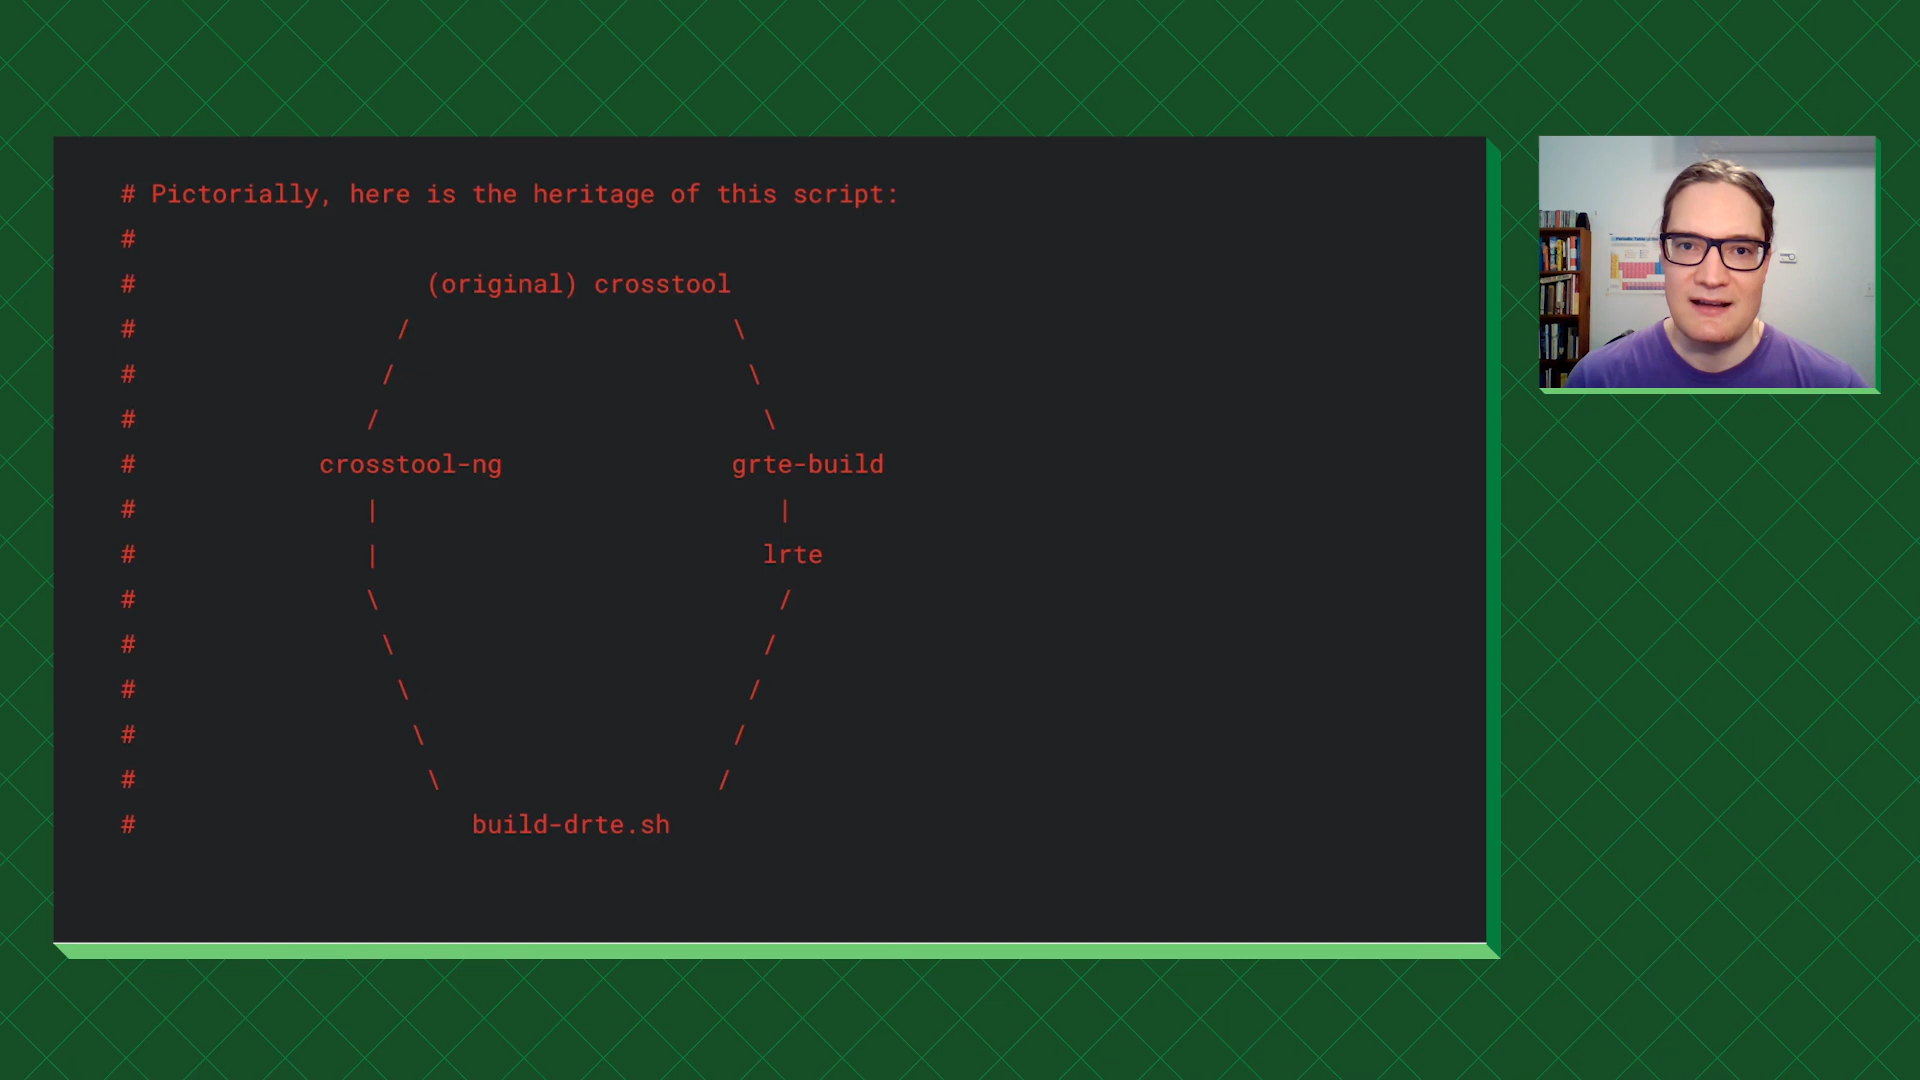 # Pictorially, here is the heritage of this script:
#
# (original) crosstool
# / \
# / \
# / \
# crosstool-ng grte-build
# | |
# | lrte
# \ /
# \ /
# \ /
# \ /
# \ /
# build-drte.sh